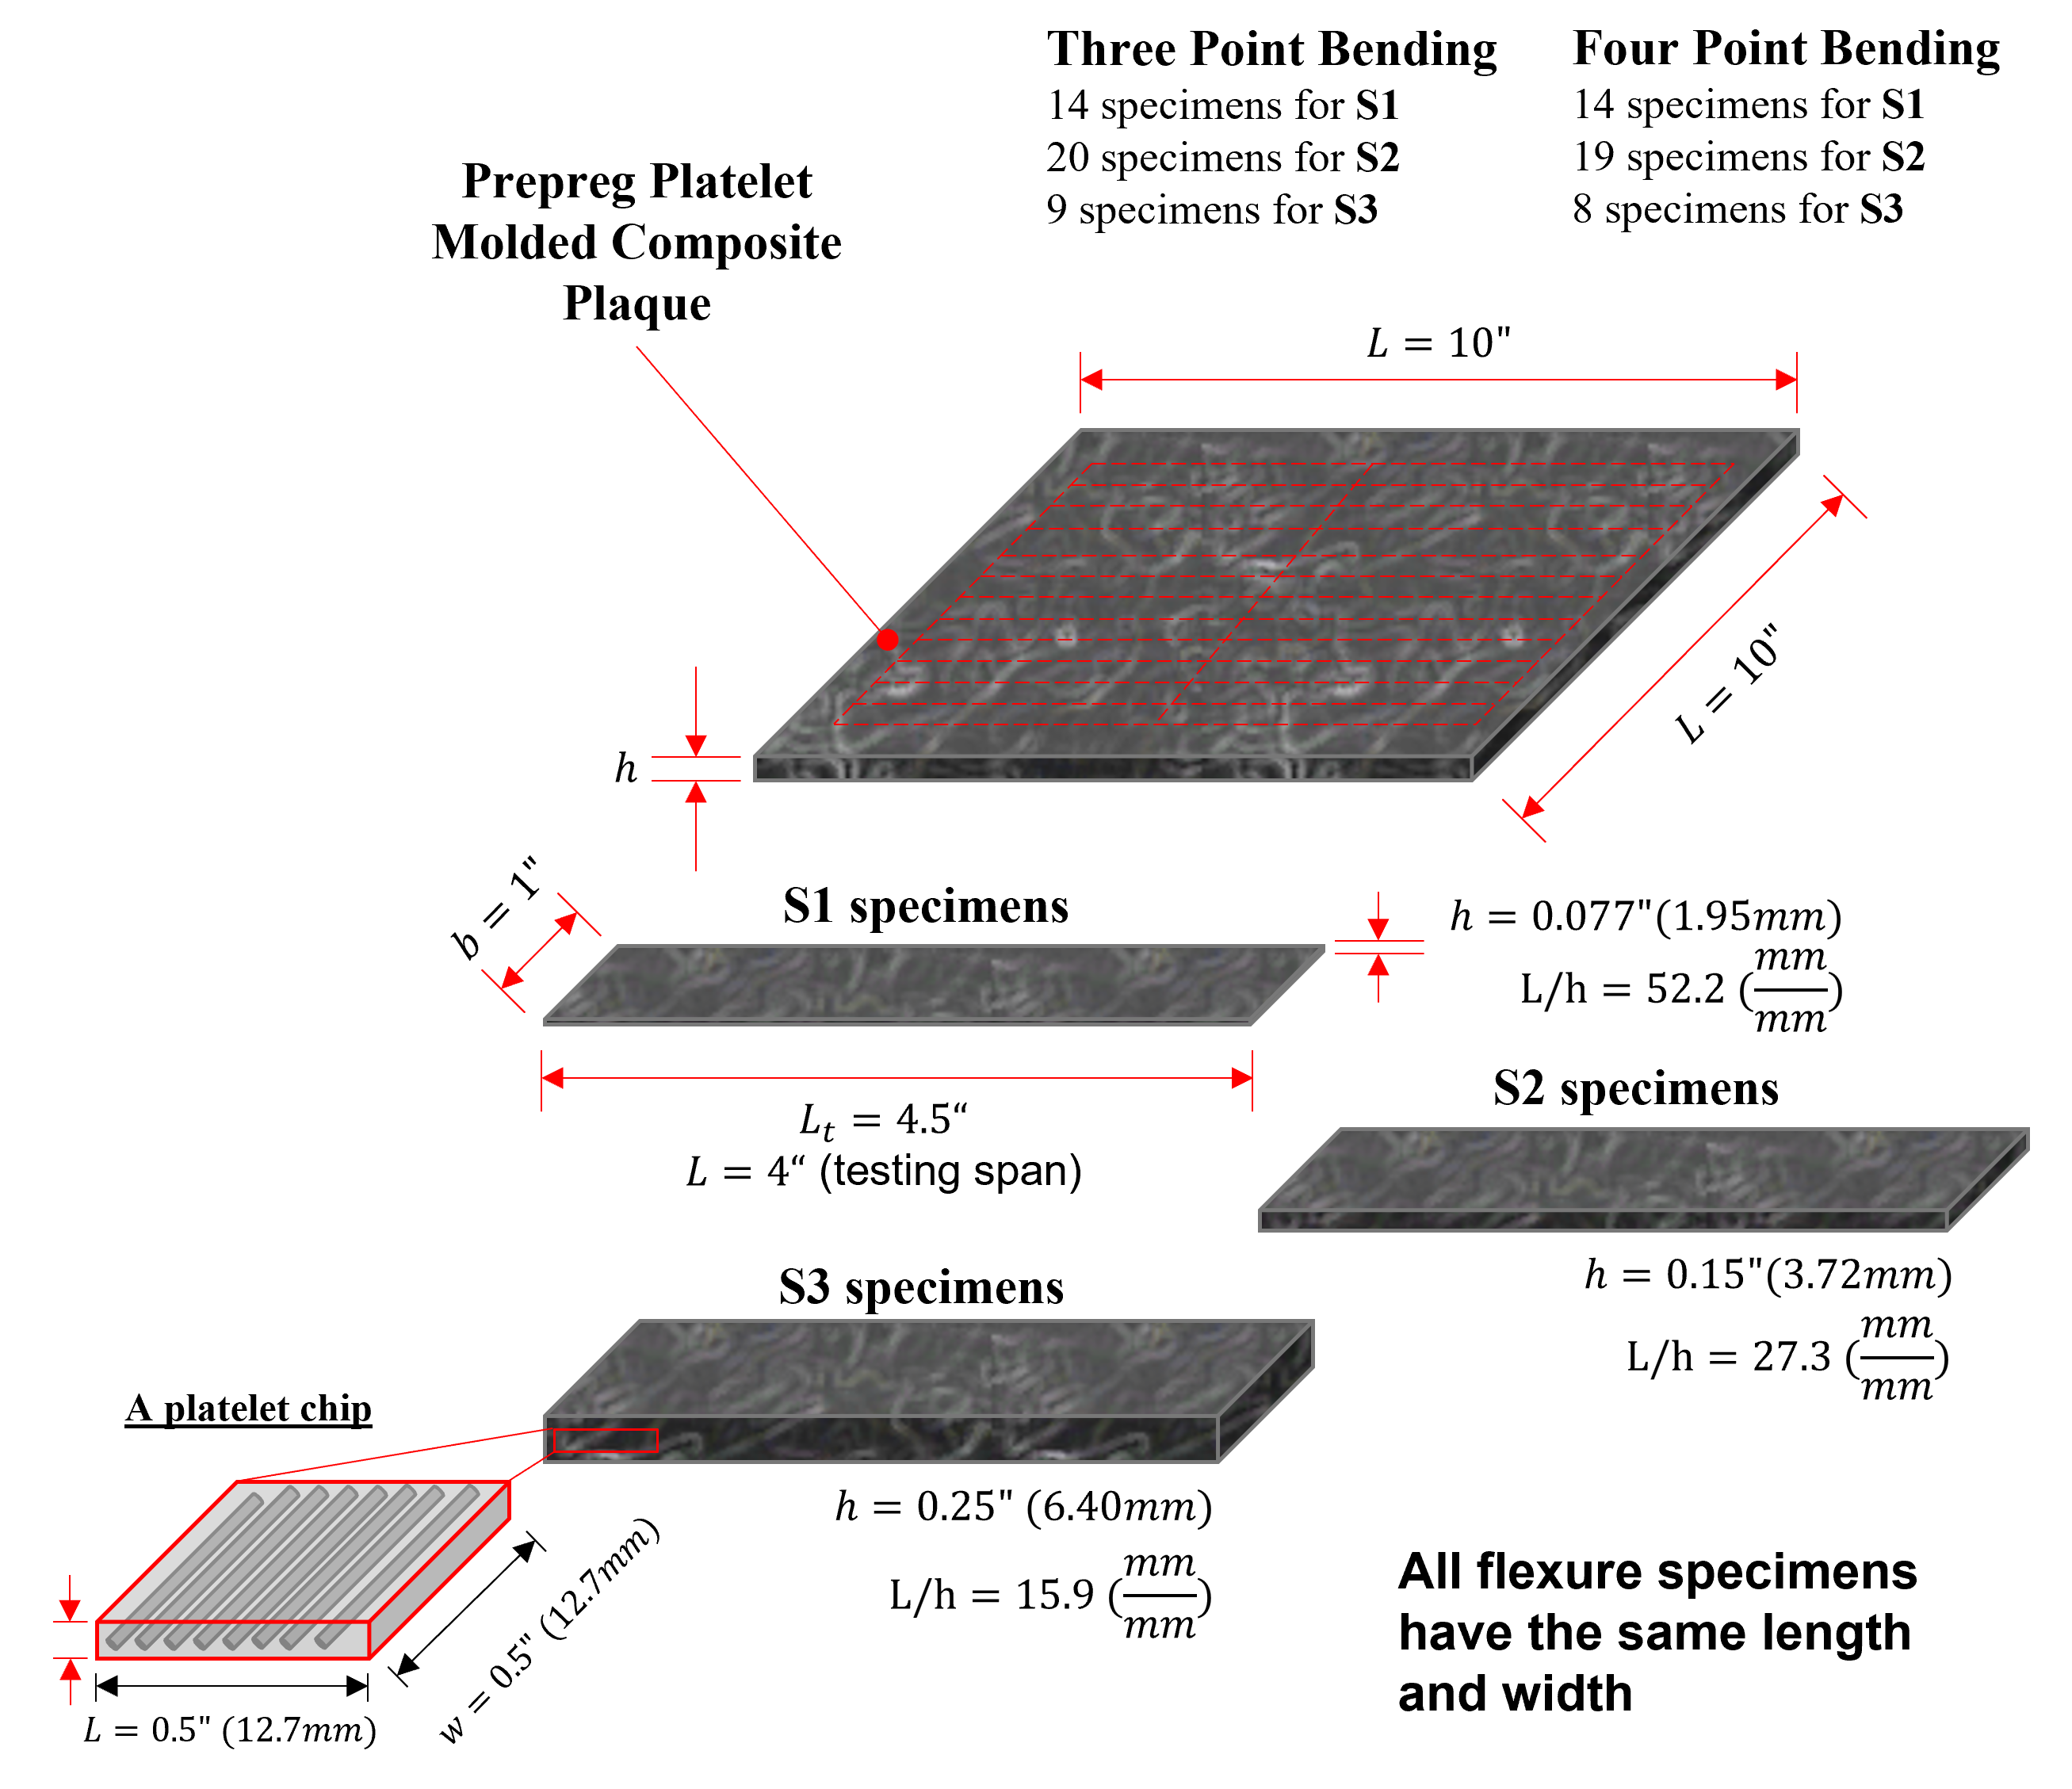 Three Point Bending
14 specimens for S1
20 specimens for S2
9 specimens for S3
Four Point Bending
14 specimens for S1
19 specimens for S2
8 specimens for S3
Prepreg Platelet
Molded Composite
Plaque
L = 10"
L = 10"
h
b = 1"
S1 specimens
h = 0.077"(1.95mm)
L/h = 52.2 (mm/mm)
L_t = 4.5“
L = 4“ (testing span)
S2 specimens
h = 0.15"(3.72mm)
L/h = 27.3 (mm/mm)
S3 specimens
h = 0.25" (6.40mm)
L/h = 15.9 (mm/mm)
A platelet chip
w = 0.5" (12.7mm)
L = 0.5" (12.7mm)
All flexure specimens
have the same length
and width